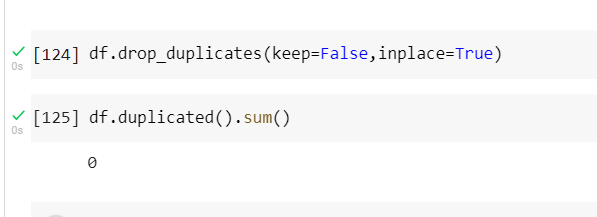 [124] df.drop_duplicates(keep=False,inplace=True)
0s
[125] df.duplicated().sum()
0s
0